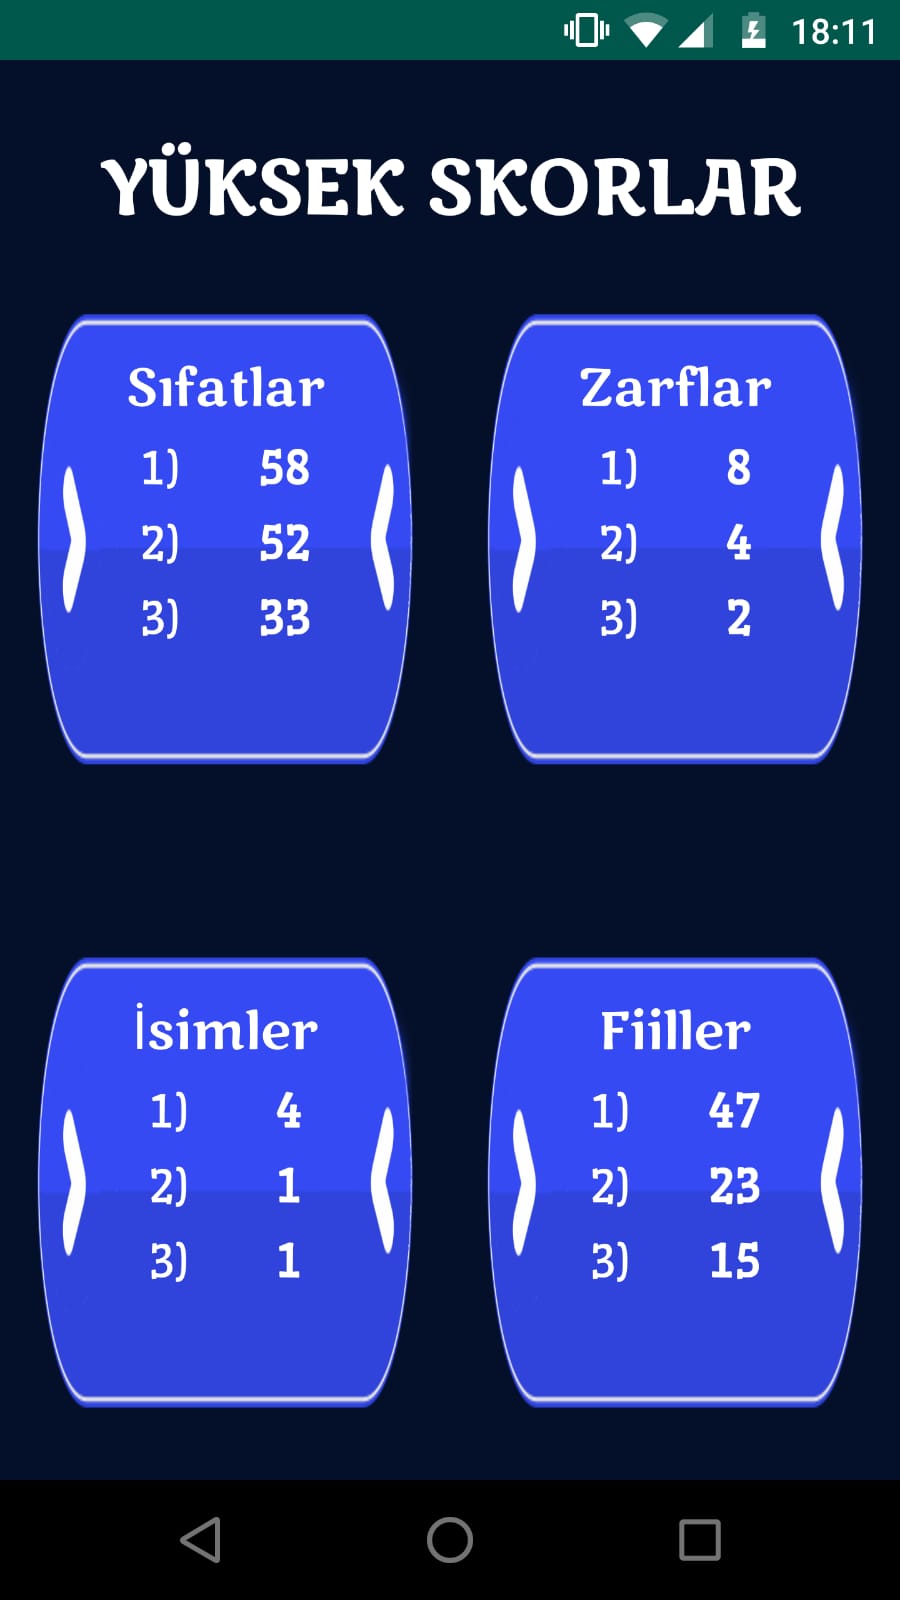 18:11
YÜKSEK SKORLAR
Sıfatlar
1) 58
2) 52
3) 33
Zarflar
1) 8
2) 4
3) 2
İsimler
1) 4
2) 1
3) 1
Fiiller
1) 47
2) 23
3) 15